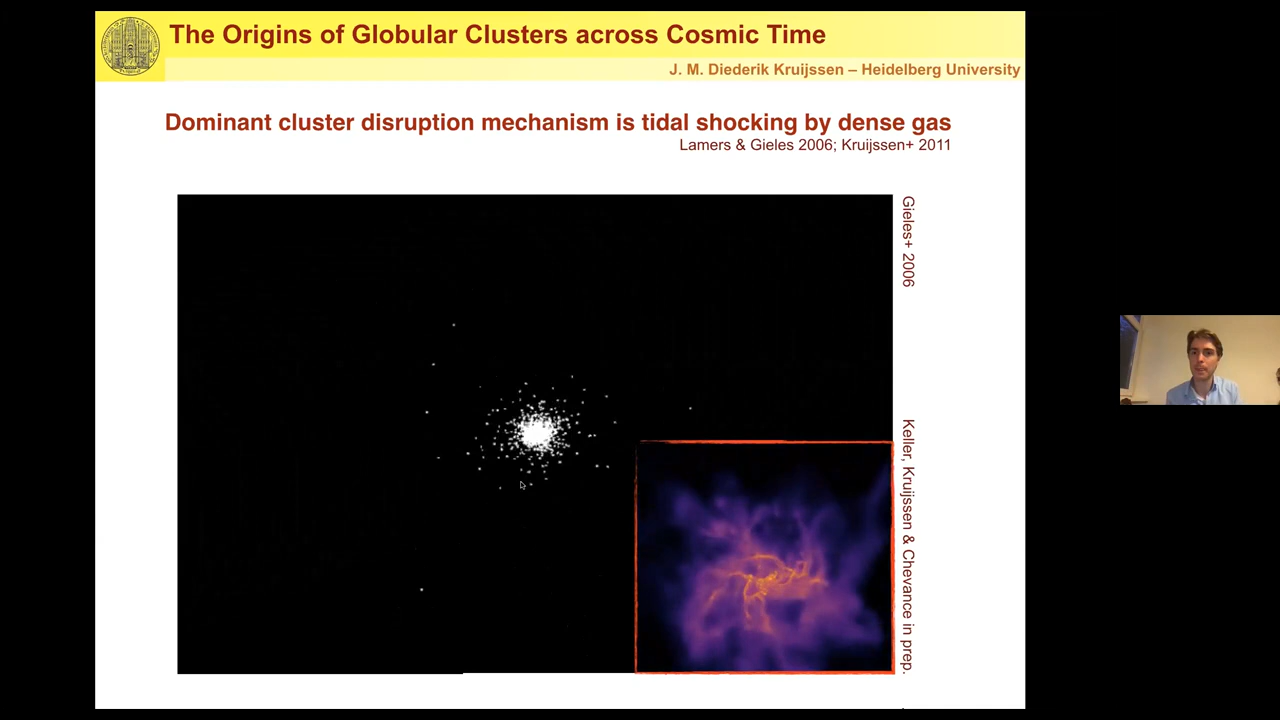 The Origins of Globular Clusters across Cosmic Time
J. M. Diederik Kruijssen – Heidelberg University
Dominant cluster disruption mechanism is tidal shocking by dense gas
Lamers & Gieles 2006; Kruijssen+ 2011
Gieles+ 2006
Keller, Kruijssen & Chevance in prep.